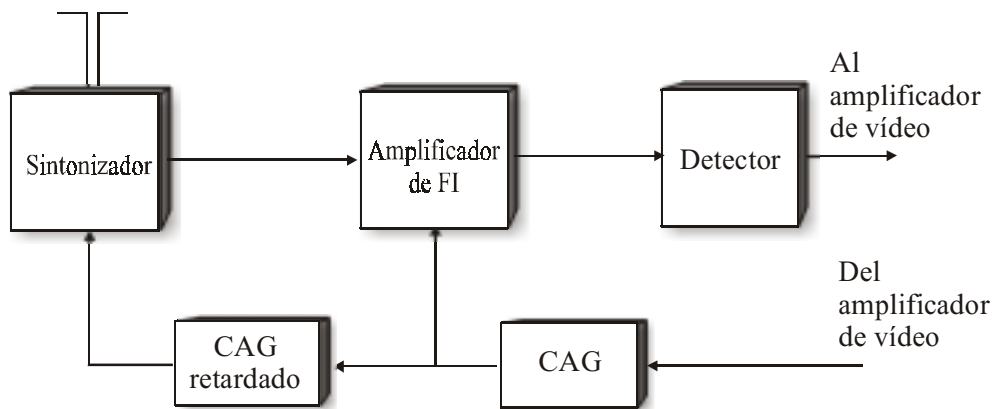 Sintonizador
Amplificador
de FI
Detector
Al
amplificador
de vídeo
CAG
retardado
CAG
Del
amplificador
de vídeo